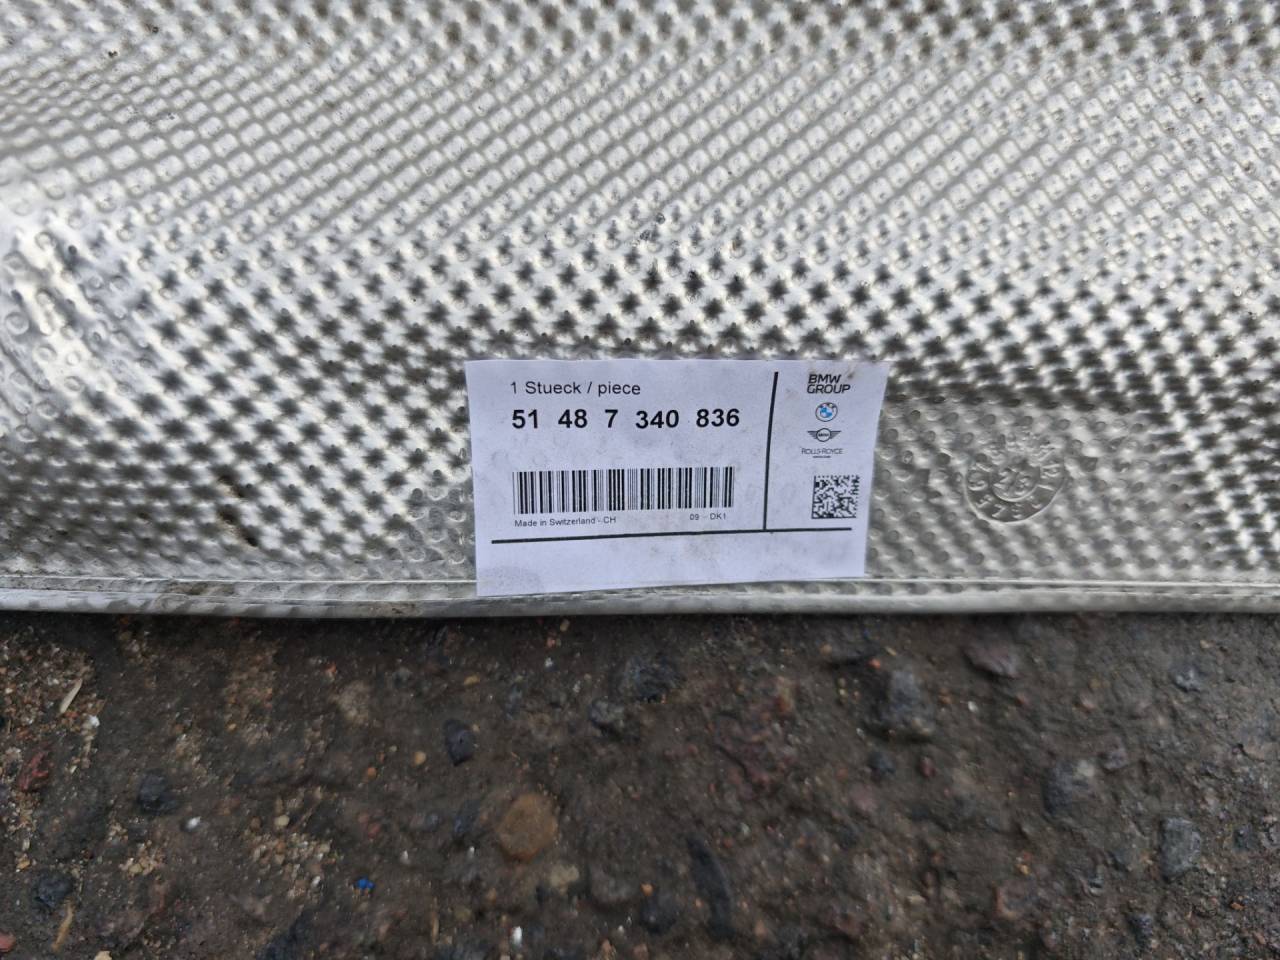 1 Stueck / piece
51 48 7 340 836
Made in Switzerland - CH
09 DK1
BMW
GROUP
ROLLS-ROYCE